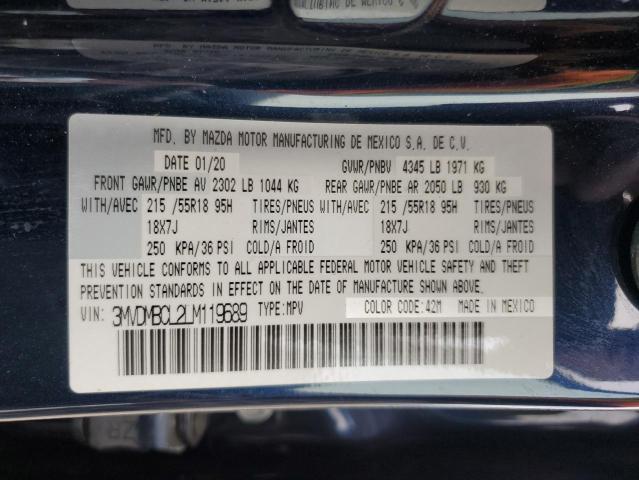 MFD. BY MAZDA MOTOR MANUFACTURING DE MEXICO S.A. DE C.V.
DATE 01/20 GVWR/PNBV 4345 LB 1971 KG
FRONT GAWR/PNBE AV 2302 LB 1044 KG REAR GAWR/PNBE AR 2050 LB 930 KG
WITH/AVEC 215 /55R18 95H TIRES/PNEUS WITH/AVEC 215 /55R18 95H TIRES/PNEUS
18X7J RIMS/JANTES 18X7J RIMS/JANTES
250 KPA/36 PSI COLD/A FROID 250 KPA/36 PSI COLD/A FROID
THIS VEHICLE CONFORMS TO ALL APPLICABLE FEDERAL MOTOR VEHICLE SAFETY AND THEFT
PREVENTION STANDARDS IN EFFECT ON THE DATE OF MANUFACTURE SHOWN ABOVE.
VIN: 3MVDMBCL2LM119689 TYPE:MPV COLOR CODE:42M MADE IN MEXICO